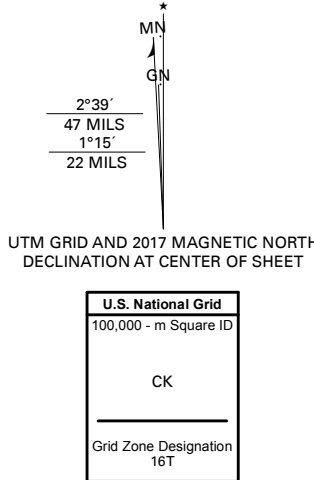 MN
GN
2°39´
47 MILS
1°15´
22 MILS
UTM GRID AND 2017 MAGNETIC NORTH
DECLINATION AT CENTER OF SHEET
U.S. National Grid
100,000 - m Square ID
CK
Grid Zone Designation
16T